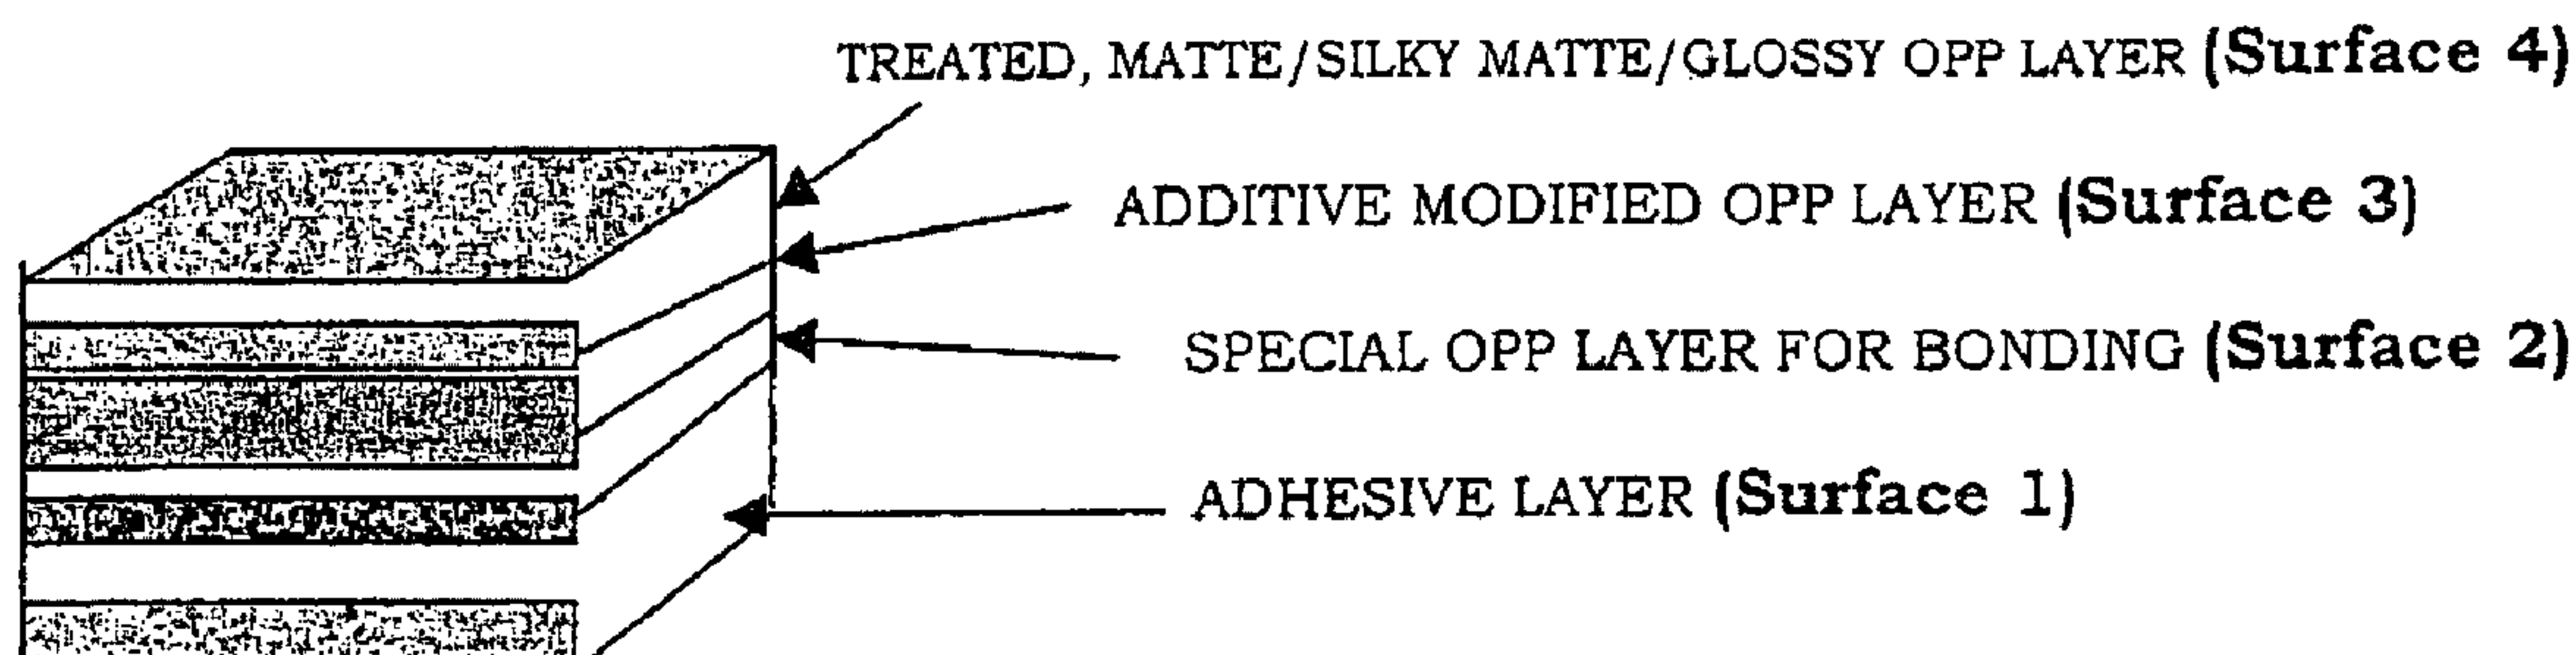 TREATED, MATTE/SILKY MATTE/GLOSSY OPP LAYER (Surface 4)
ADDITIVE MODIFIED OPP LAYER (Surface 3)
SPECIAL OPP LAYER FOR BONDING (Surface 2)
ADHESIVE LAYER (Surface 1)